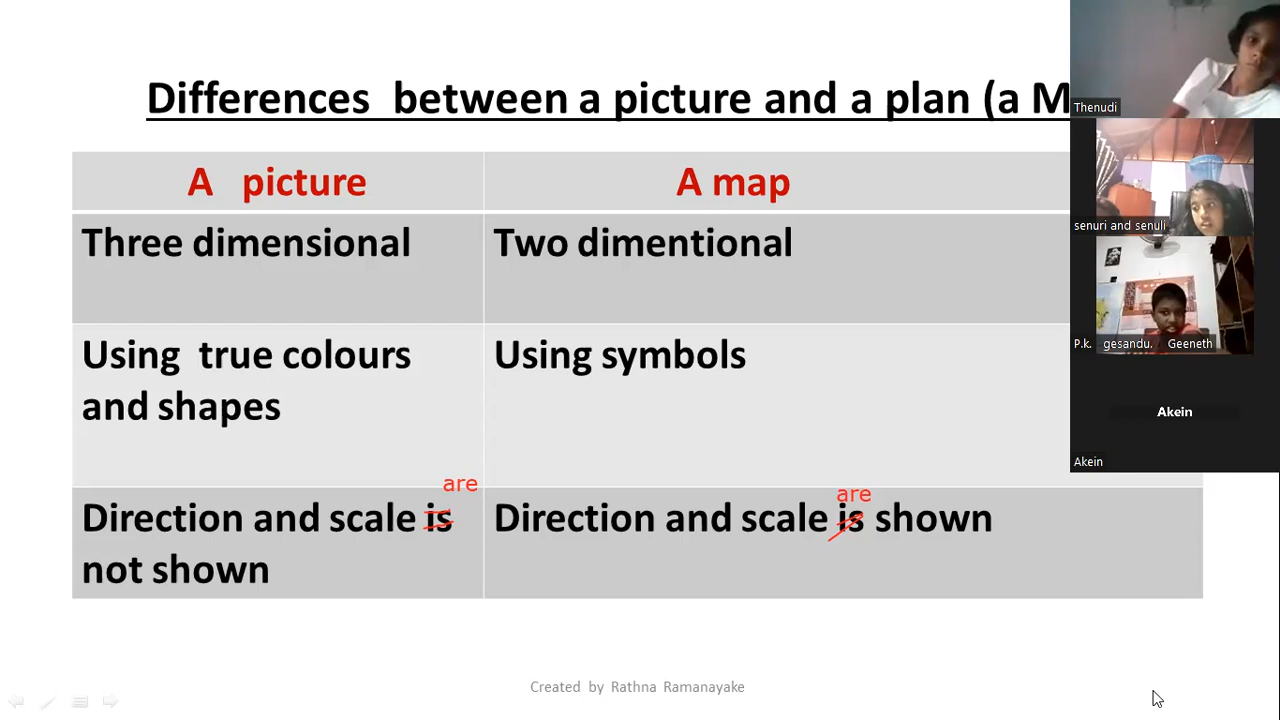 Differences between a picture and a plan (a M
A picture
A map
Three dimensional
Two dimentional
Using true colours
and shapes
Using symbols
are
Direction and scale is
not shown
are
Direction and scale is shown
Created by Rathna Ramanayake
Thenudi
senuri and senuli
P.k. gesandu. Geeneth
Akein
Akein